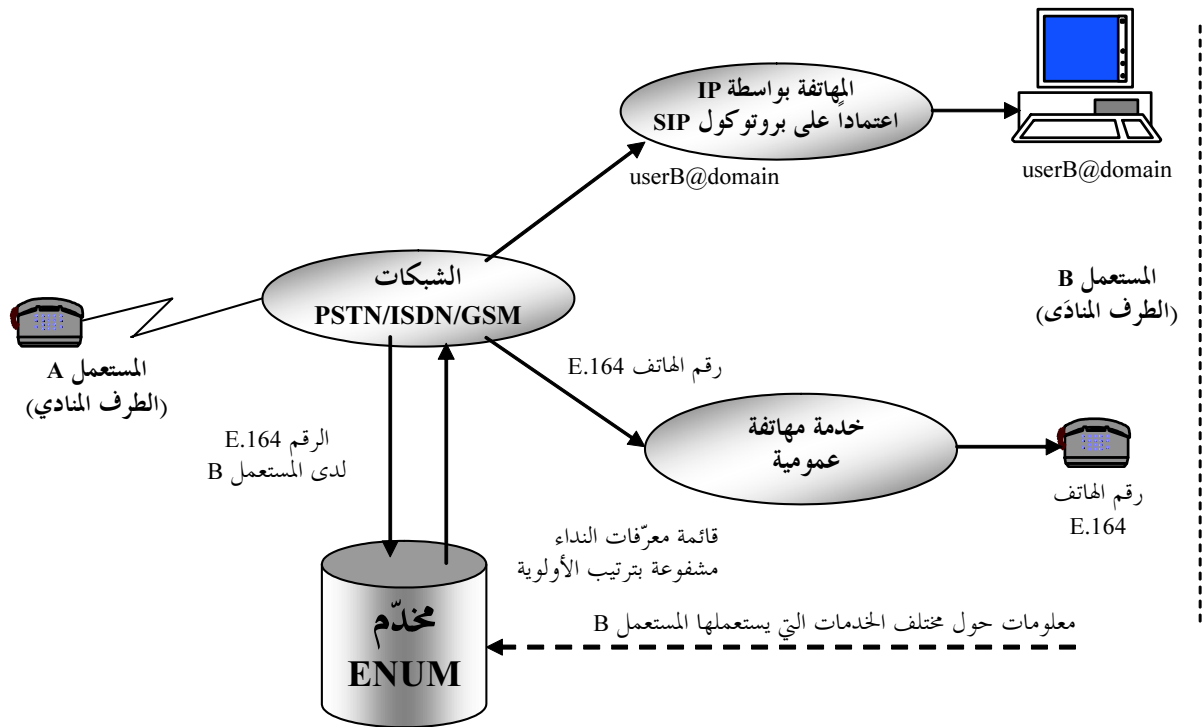 المهاتفة بواسطة IP
اعتماداً على بروتوكول SIP
userB@domain
userB@domain
الشبكات
PSTN/ISDN/GSM
المستعمل B
(الطرف المنادَى)
المستعمل A
(الطرف المنادي)
رقم الهاتف E.164
خدمة مهاتفة
عمومية
الرقم E.164
لدى المستعمل B
رقم الهاتف
E.164
قائمة معرّفات النداء
مشفوعة بترتيب الأولوية
معلومات حول مختلف الخدمات التي يستعملها المستعمل B
مخدّم
ENUM